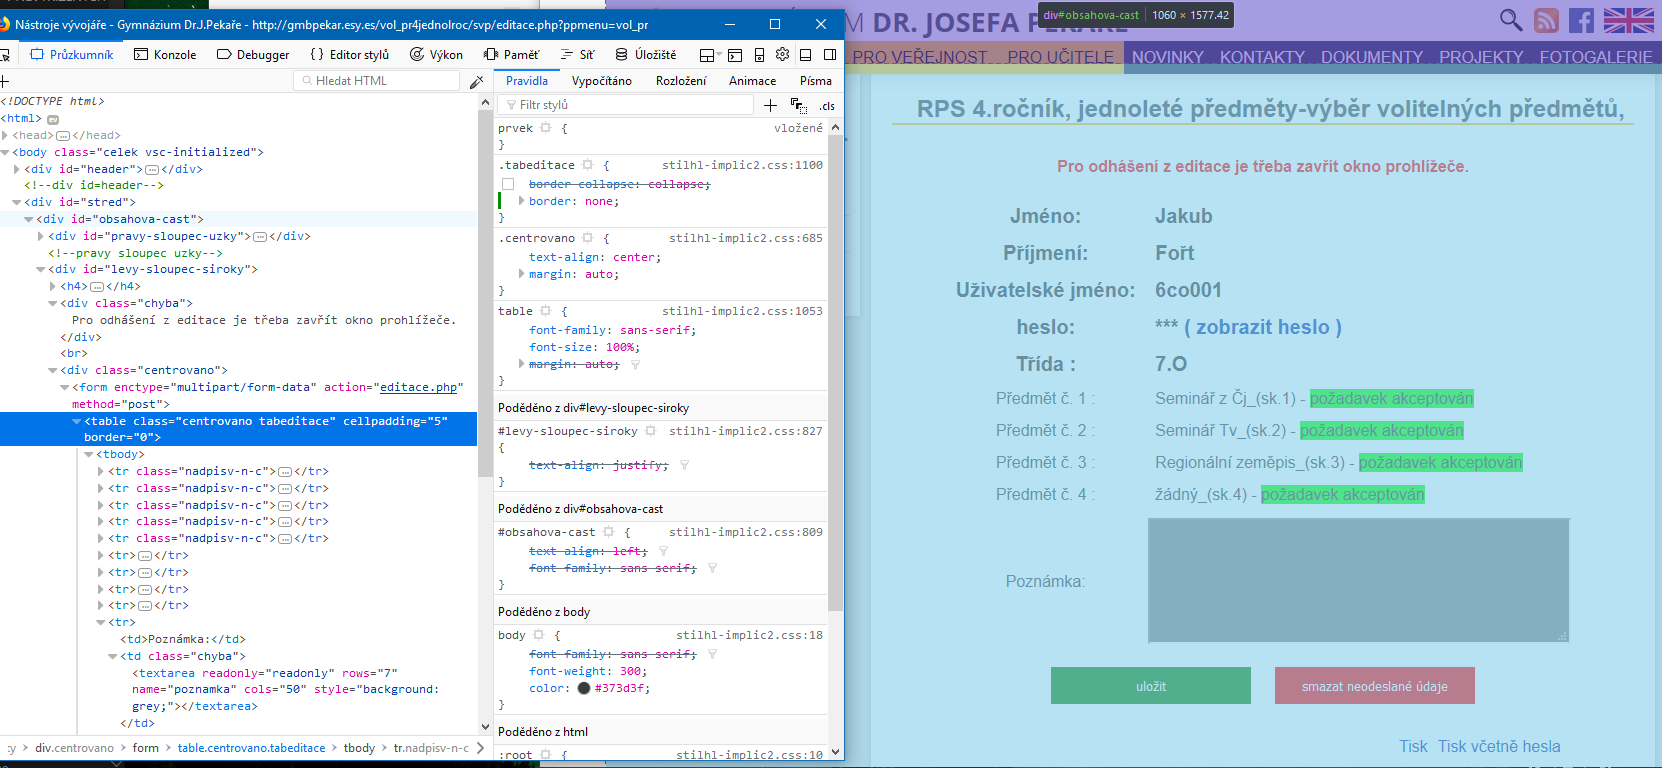 Nástroje vývojáře - Gymnázium Dr.J.Pekaře - http://gmbpekar.esy.es/vol_pr4jednolroc/svp/editace.php?ppmenu=vol_pr
Průzkumník
Konzole
Debugger
Editor stylů
Výkon
Paměť
Síť
Úložiště
Hledat HTML
<!DOCTYPE html>
<html> ev
<head>…</head>
<body class="celek vsc-initialized">
<div id="header">…</div>
<!--div id=header-->
<div id="stred">
<div id="obsahova-cast">
<div id="pravy-sloupec-uzky">…</div>
<!--pravy sloupec uzky-->
<div id="levy-sloupec-siroky">
<h4>…</h4>
<div class="chyba">
Pro odhášení z editace je třeba zavřít okno prohlížeče.
</div>
<br>
<div class="centrovano">
<form enctype="multipart/form-data" action="editace.php"
method="post">
<table class="centrovano tabeditace" cellpadding="5"
border="0">
<tbody>
<tr class="nadpisv-n-c">…</tr>
<tr class="nadpisv-n-c">…</tr>
<tr class="nadpisv-n-c">…</tr>
<tr class="nadpisv-n-c">…</tr>
<tr class="nadpisv-n-c">…</tr>
<tr>…</tr>
<tr>…</tr>
<tr>…</tr>
<tr>…</tr>
<tr>
<td>Poznámka:</td>
<td class="chyba">
<textarea readonly="readonly" rows="7"
name="poznamka" cols="50" style="background:
grey;"></textarea>
</td>
div.centrovano > form > table.centrovano.tabeditace > tbody > tr.nadpisv-n-c
Pravidla
Vypočítáno
Rozložení
Animace
Písma
Filtr stylů
.cls
prvek {
vložené
}
.tabeditace { stilhl-implic2.css:1100
border-collapse: collapse;
border: none;
}
.centrovano { stilhl-implic2.css:685
text-align: center;
margin: auto;
}
table { stilhl-implic2.css:1053
font-family: sans-serif;
font-size: 100%;
margin: auto;
}
Poděděno z div#levy-sloupec-siroky
#levy-sloupec-siroky stilhl-implic2.css:827
{
text-align: justify;
}
Poděděno z div#obsahova-cast
#obsahova-cast { stilhl-implic2.css:809
text-align: left;
font-family: sans-serif;
}
Poděděno z body
body { stilhl-implic2.css:18
font-family: sans-serif;
font-weight: 300;
color: #373d3f;
}
Poděděno z html
:root { stilhl-implic2.css:10
div#obsahova-cast | 1060 × 1577.42
DR. JOSEFA PEKAŘE
PRO VEŘEJNOST
PRO UČITELE
NOVINKY
KONTAKTY
DOKUMENTY
PROJEKTY
FOTOGALERIE
RPS 4.ročník, jednoleté předměty-výběr volitelných předmětů,
Pro odhášení z editace je třeba zavřít okno prohlížeče.
Jméno: Jakub
Příjmení: Fořt
Uživatelské jméno: 6co001
heslo: *** ( zobrazit heslo )
Třída : 7.O
Předmět č. 1 : Seminář z Čj_(sk.1) - požadavek akceptován
Předmět č. 2 : Seminář Tv_(sk.2) - požadavek akceptován
Předmět č. 3 : Regionální zeměpis_(sk.3) - požadavek akceptován
Předmět č. 4 : žádný_(sk.4) - požadavek akceptován
Poznámka:
uložit
smazat neodeslané údaje
Tisk Tisk včetně hesla